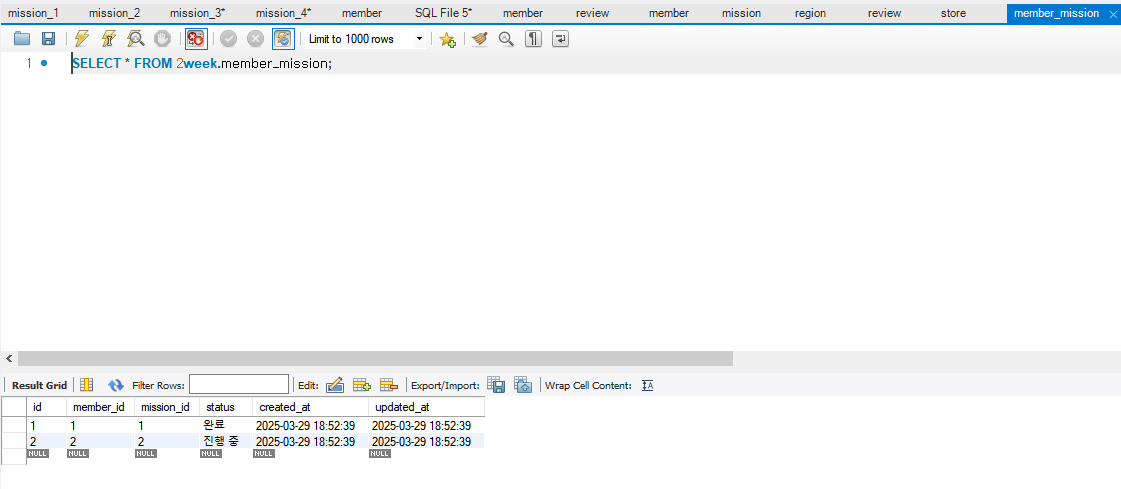 mission_1 mission_2 mission_3* mission_4* member SQL File 5* member review member mission region review store member_mission
Limit to 1000 rows
1 SELECT * FROM 2week.member_mission;
Result Grid Filter Rows: Edit: Export/Import: Wrap Cell Content:
id member_id mission_id status created_at updated_at
1 1 1 완료 2025-03-29 18:52:39 2025-03-29 18:52:39
2 2 2 진행 중 2025-03-29 18:52:39 2025-03-29 18:52:39
NULL NULL NULL NULL NULL NULL